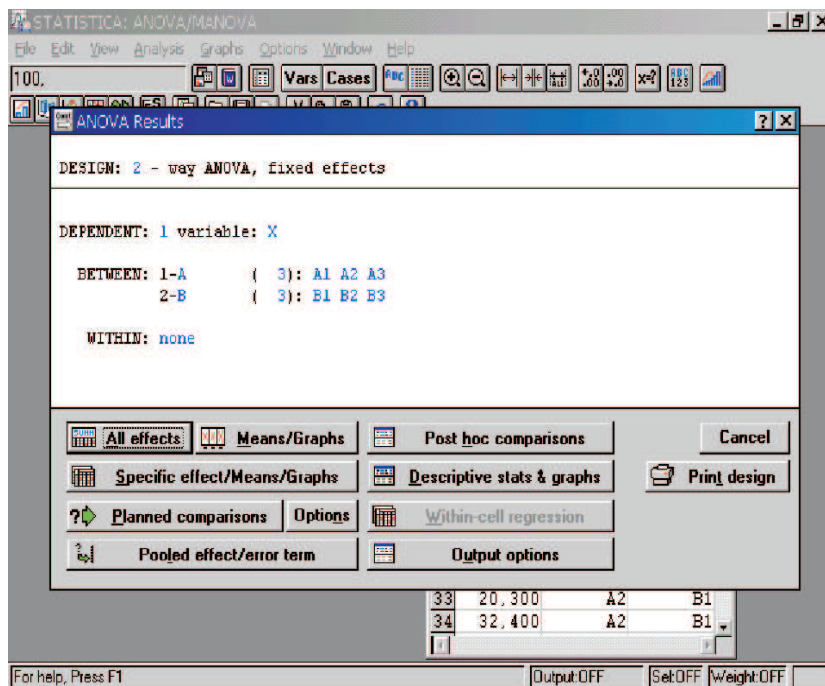 STATISTICA: ANOVA/MANOVA
File Edit View Analysis Graphs Options Window Help
100, Vars Cases ABC x=? ABC 123
ANOVA Results
DESIGN: 2 - way ANOVA, fixed effects
DEPENDENT: 1 variable: X
BETWEEN: 1-A ( 3): A1 A2 A3
2-B ( 3): B1 B2 B3
WITHIN: none
All effects Means/Graphs Post hoc comparisons Cancel
Specific effect/Means/Graphs Descriptive stats & graphs Print design
Planned comparisons Options Within-cell regression
Pooled effect/error term Output options
33 20,300 A2 B1
34 32,400 A2 B1
For help, Press F1 Output:OFF Sel:OFF Weight:OFF